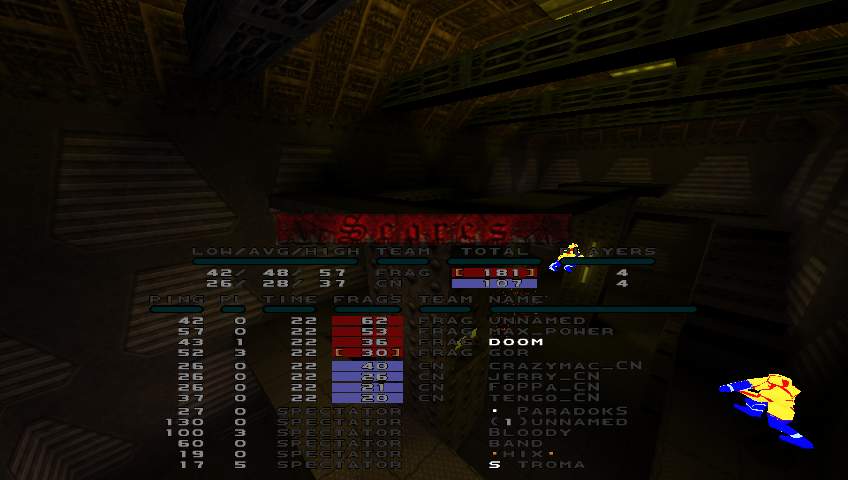 Scores
LOW/AVG/HIGH TEAM TOTAL PLAYERS
42/ 48/ 57 FRAG [ 181] 4
26/ 28/ 37 CN 107 4
PING PL TIME FRAGS TEAM NAME
42 0 22 62 FRAG UNNAMED
57 0 22 53 FRAG MAX_POWER
43 1 22 36 FRAG DOOM
52 3 22 [ 30] FRAG GOR
26 0 22 40 CN CRAZYMAC_CN
26 0 22 26 CN JERRY_CN
26 0 22 21 CN FOPPA_CN
37 0 22 20 CN TENGO_CN
27 0 SPECTATOR • PARADOKS
130 0 SPECTATOR (1)UNNAMED
100 3 SPECTATOR BLOODY
60 0 SPECTATOR BAND
19 0 SPECTATOR •HIX•
17 5 SPECTATOR S TROMA